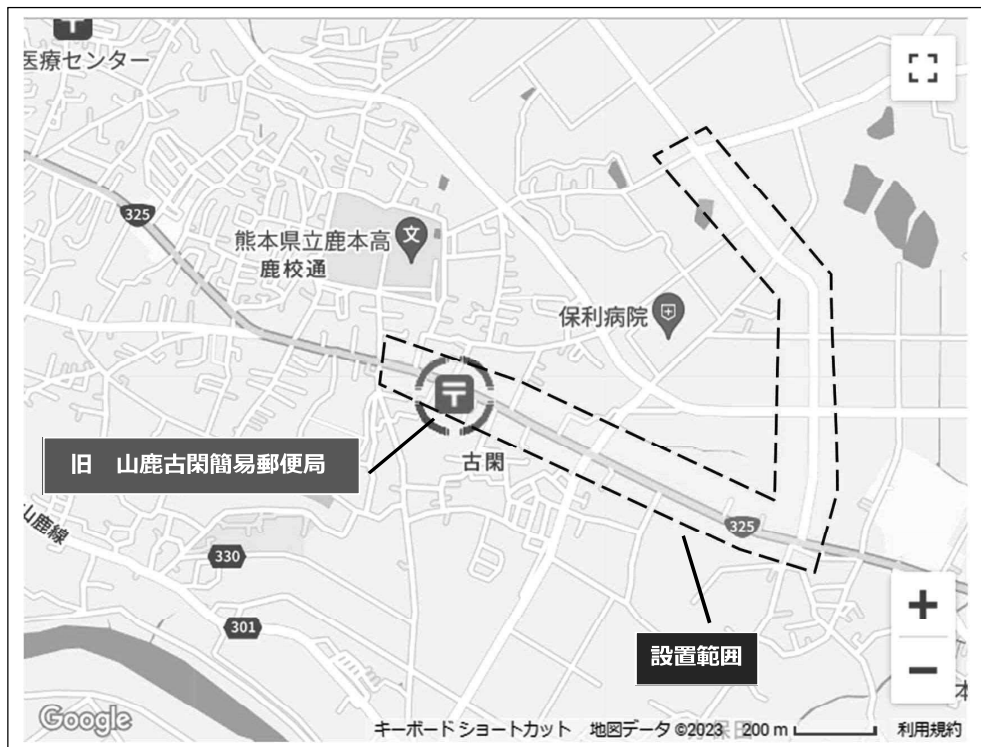 医療センター
325
熊本県立鹿本高
鹿校通
文
保利病院
旧 山鹿古閑簡易郵便局
古閑
325
山鹿線
330
301
設置範囲
+
−
本
Google
キーボード ショートカット 地図データ ©2023 200 m 利用規約